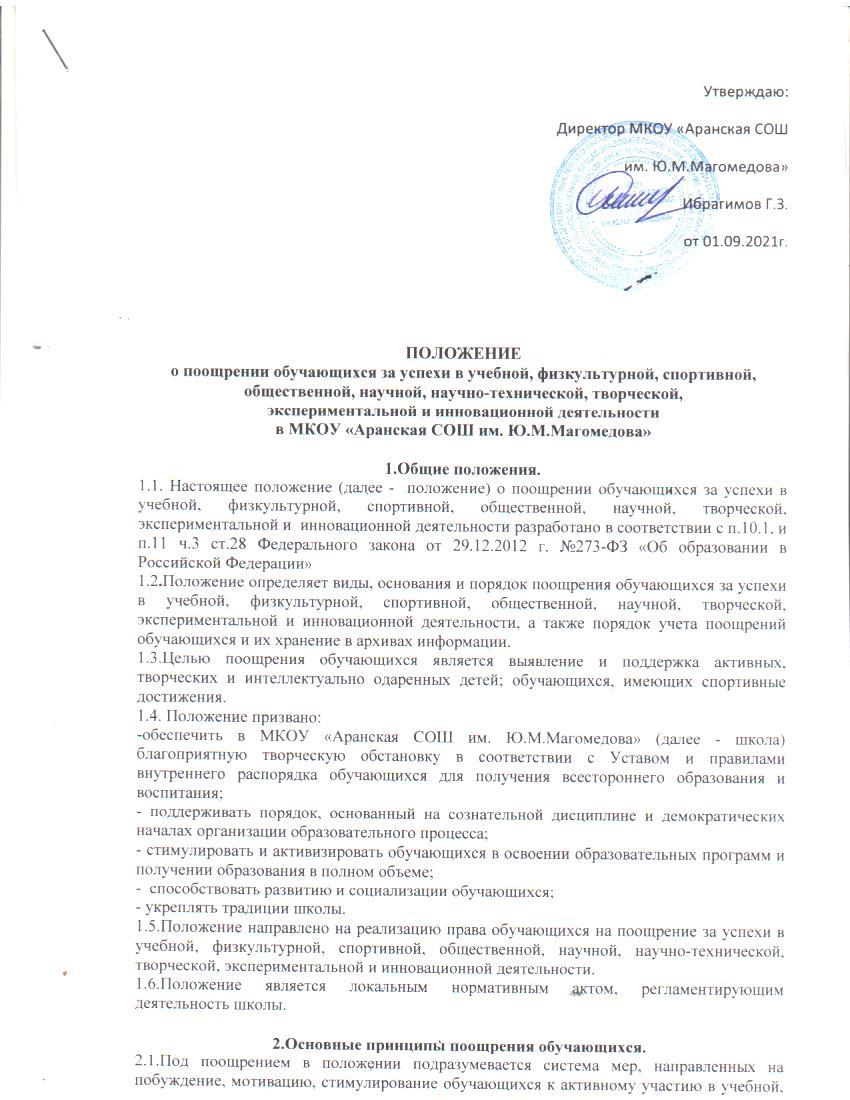 Утверждаю:
Директор МКОУ «Аранская СОШ
им. Ю.М.Магомедова»
Ибрагимов Г.З.
от 01.09.2021г.
ПОЛОЖЕНИЕ
о поощрении обучающихся за успехи в учебной, физкультурной, спортивной,
общественной, научной, научно-технической, творческой,
экспериментальной и инновационной деятельности
в МКОУ «Аранская СОШ им. Ю.М.Магомедова»
1.Общие положения.
1.1. Настоящее положение (далее - положение) о поощрении обучающихся за успехи в
учебной, физкультурной, спортивной, общественной, научной, творческой,
экспериментальной и инновационной деятельности разработано в соответствии с п.10.1, и
п.11 ч.3 ст.28 Федерального закона от 29.12.2012 г. №273-ФЗ «Об образовании в
Российской Федерации»
1.2.Положение определяет виды, основания и порядок поощрения обучающихся за успехи
в учебной, физкультурной, спортивной, общественной, научной, творческой,
экспериментальной и инновационной деятельности, а также порядок учета поощрений
обучающихся и их хранение в архивах информации.
1.3.Целью поощрения обучающихся является выявление и поддержка активных,
творческих и интеллектуально одаренных детей; обучающихся, имеющих спортивные
достижения.
1.4. Положение призвано:
-обеспечить в МКОУ «Аранская СОШ им. Ю.М.Магомедова» (далее - школа)
благоприятную творческую обстановку в соответствии с Уставом и правилами
внутреннего распорядка обучающихся для получения всестороннего образования и
воспитания;
- поддерживать порядок, основанный на сознательной дисциплине и демократических
началах организации образовательного процесса;
- стимулировать и активизировать обучающихся в освоении образовательных программ и
получении образования в полном объеме;
- способствовать развитию и социализации обучающихся;
- укреплять традиции школы.
1.5.Положение направлено на реализацию права обучающихся на поощрение за успехи в
учебной, физкультурной, спортивной, общественной, научной, научно-технической,
творческой, экспериментальной и инновационной деятельности.
1.6.Положение является локальным нормативным актом, регламентирующим
деятельность школы.
2.Основные принципы поощрения обучающихся.
2.1.Под поощрением в положении подразумевается система мер, направленных на
побуждение, мотивацию, стимулирование обучающихся к активному участию в учебной,